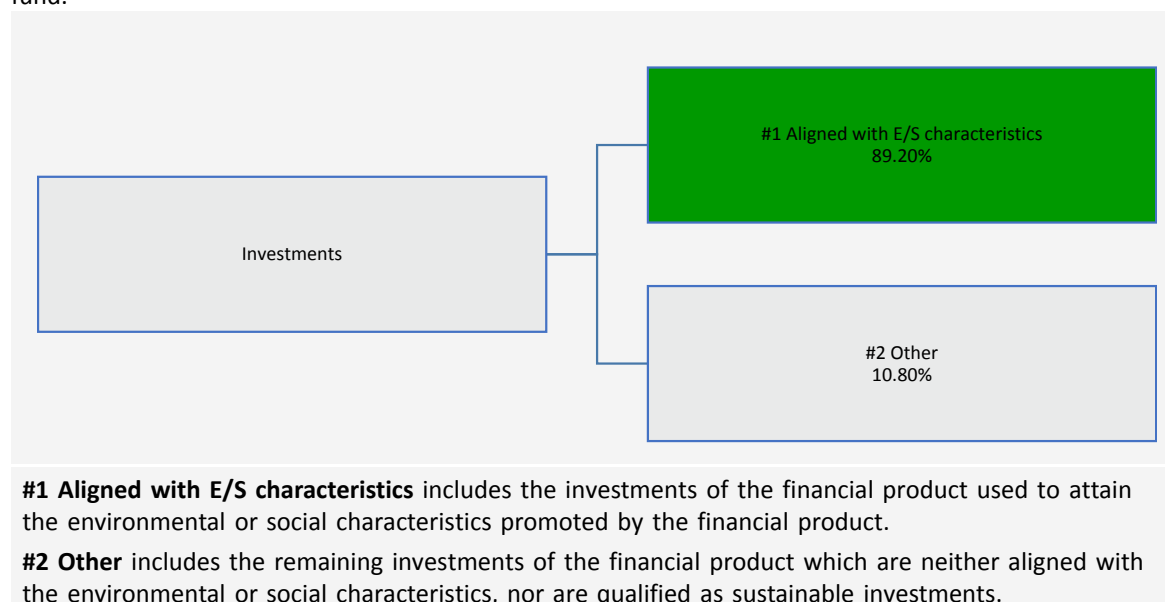 fund.
#1 Aligned with E/S characteristics
89.20%
Investments
#2 Other
10.80%
#1 Aligned with E/S characteristics includes the investments of the financial product used to attain
the environmental or social characteristics promoted by the financial product.
#2 Other includes the remaining investments of the financial product which are neither aligned with
the environmental or social characteristics, nor are qualified as sustainable investments.